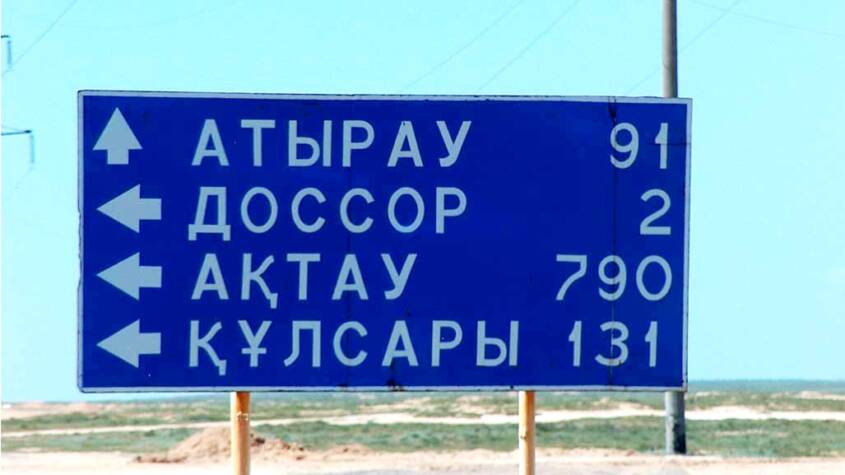 АТЫРАУ 91
ДОССОР 2
АҚТАУ 790
ҚҰЛСАРЫ 131